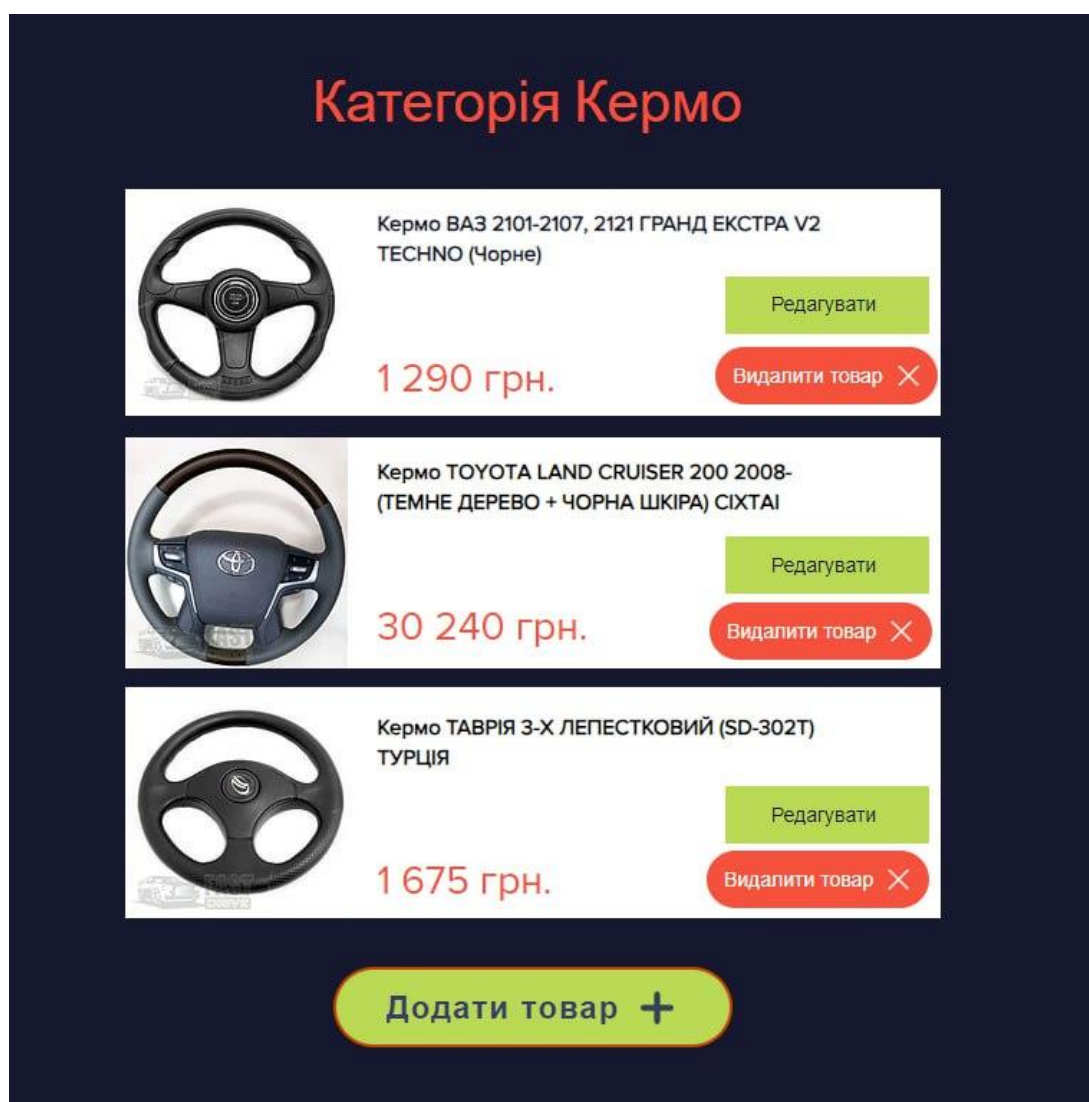 Категорія Кермо
Кермо ВАЗ 2101-2107, 2121 ГРАНД ЕКСТРА V2
TECHNO (Чорне)
Редагувати
1 290 грн.
Видалити товар
Кермо TOYOTA LAND CRUISER 200 2008-
(ТЕМНЕ ДЕРЕВО + ЧОРНА ШКІРА) СІХТАІ
Редагувати
30 240 грн.
Видалити товар
Кермо ТАВРІЯ 3-Х ЛЕПЕСТКОВИЙ (SD-302T)
ТУРЦІЯ
Редагувати
FAST
DRIVE
1 675 грн.
Видалити товар
Додати товар